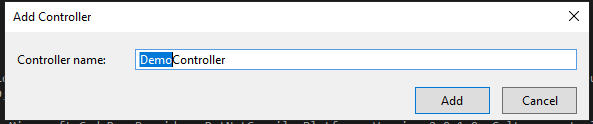 Add Controller
Controller name:
DemoController
Add
Cancel